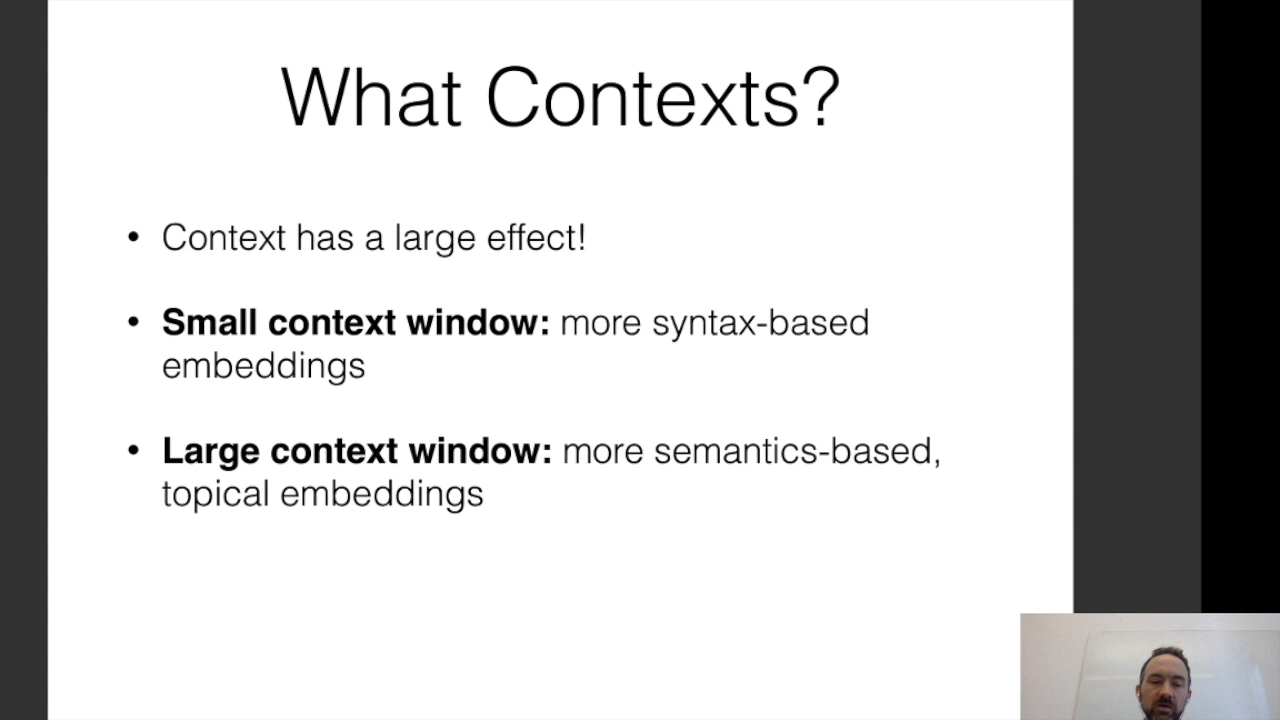 What Contexts?
• Context has a large effect!
• Small context window: more syntax-based
embeddings
• Large context window: more semantics-based,
topical embeddings